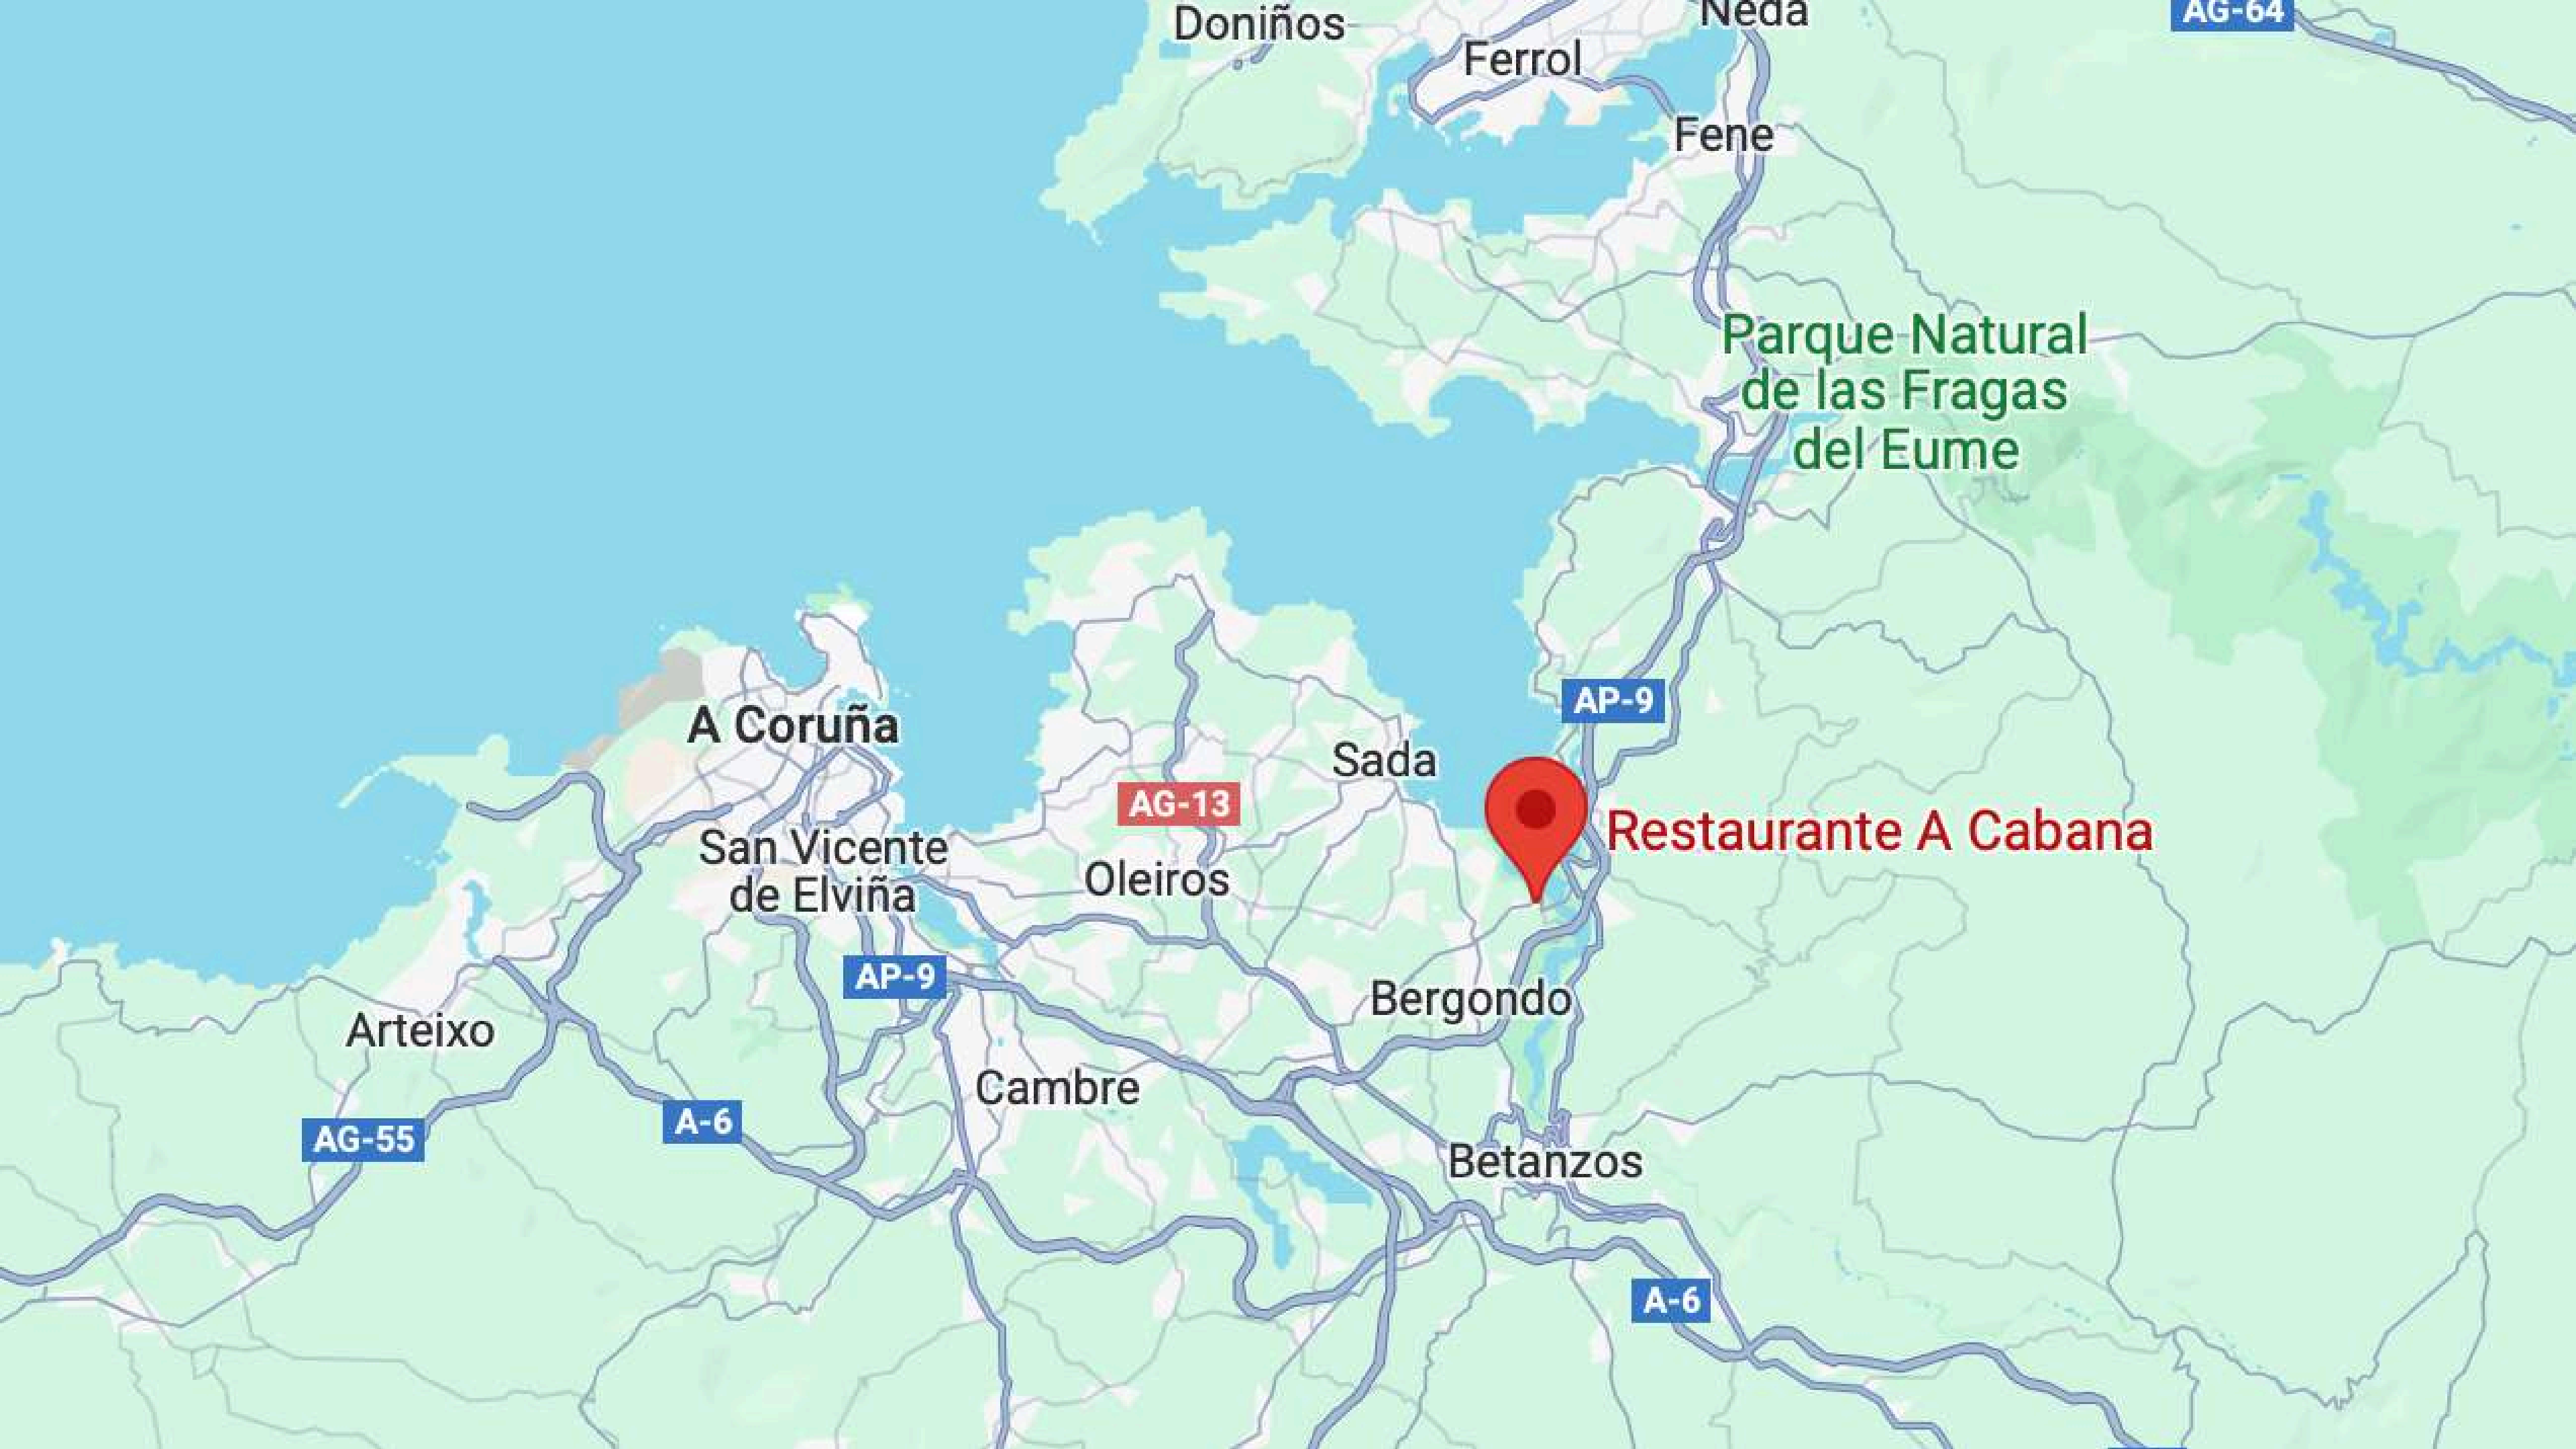 Doniños
Neda
AG-64
Ferrol
Fene
Parque Natural
de las Fragas
del Eume
AP-9
A Coruña
Sada
AG-13
Restaurante A Cabana
San Vicente
de Elviña
Oleiros
AP-9
Bergondo
Arteixo
Cambre
A-6
AG-55
Betanzos
A-6